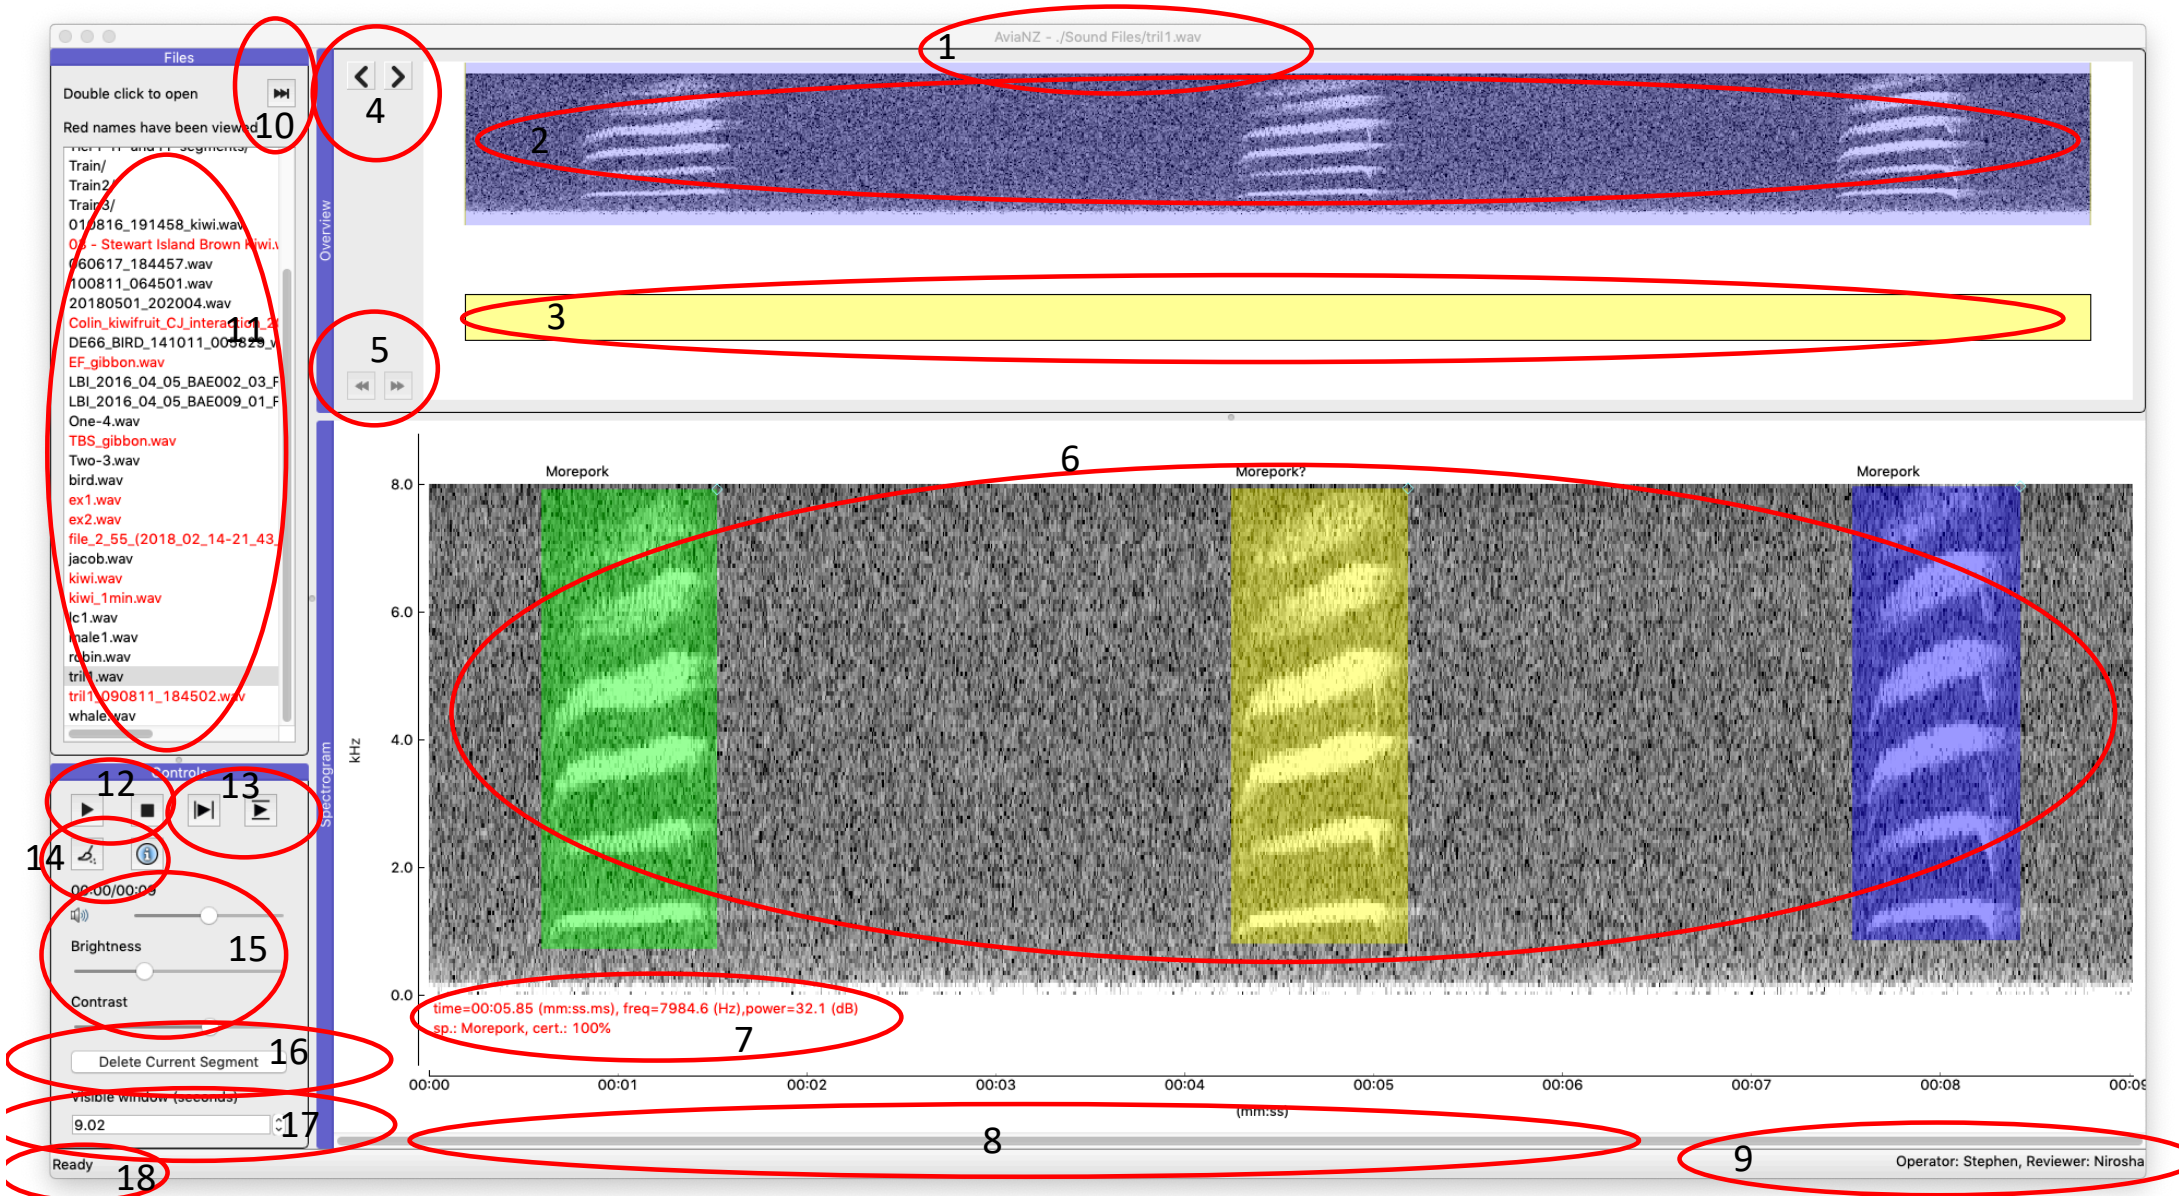 AviaNZ - ./Sound Files/tril1.wav
1
Files
Double click to open
10
Red names have been viewed
Tier1 TP and FP segments/
Train/
Train2/
Train3/
010816_191458_kiwi.wav
- Stewart Island Brown Kiwi.
060617_184457.wav
100811_064501.wav
20180501_202004.wav
Colin_kiwifruit_CJ_interaction_2
11
DE66_BIRD_141011_005829_
EF_gibbon.wav
LBI_2016_04_05_BAE002_03_F
LBI_2016_04_05_BAE009_01_F
One-4.wav
TBS_gibbon.wav
Two-3.wav
bird.wav
ex1.wav
ex2.wav
file_2_55_(2018_02_14-21_43_
jacob.wav
kiwi.wav
kiwi_1min.wav
lc1.wav
male1.wav
robin.wav
tril1.wav
tril1_090811_184502.wav
whale.wav
Controls
12
13
14
00:00/00:09
15
Brightness
Contrast
16
Delete Current Segment
Visible window (seconds)
9.02
17
Ready
18
Overview
4
2
3
5
Spectrogram
6
Morepork
Morepork?
Morepork
kHz
8.0
6.0
4.0
2.0
0.0
time=00:05.85 (mm:ss.ms), freq=7984.6 (Hz),power=32.1 (dB)
sp.: Morepork, cert.: 100%
7
00:00 00:01 00:02 00:03 00:04 00:05 00:06 00:07 00:08 00:09
(mm:ss)
8
9
Operator: Stephen, Reviewer: Nirosha